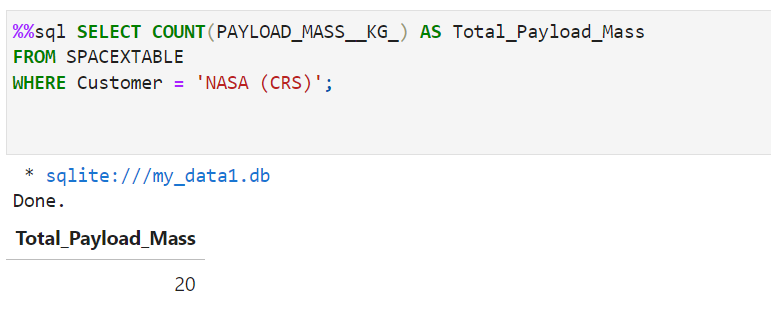 %%sql SELECT COUNT(PAYLOAD_MASS__KG_) AS Total_Payload_Mass
FROM SPACEXTABLE
WHERE Customer = 'NASA (CRS)';
* sqlite:///my_data1.db
Done.
Total_Payload_Mass
20